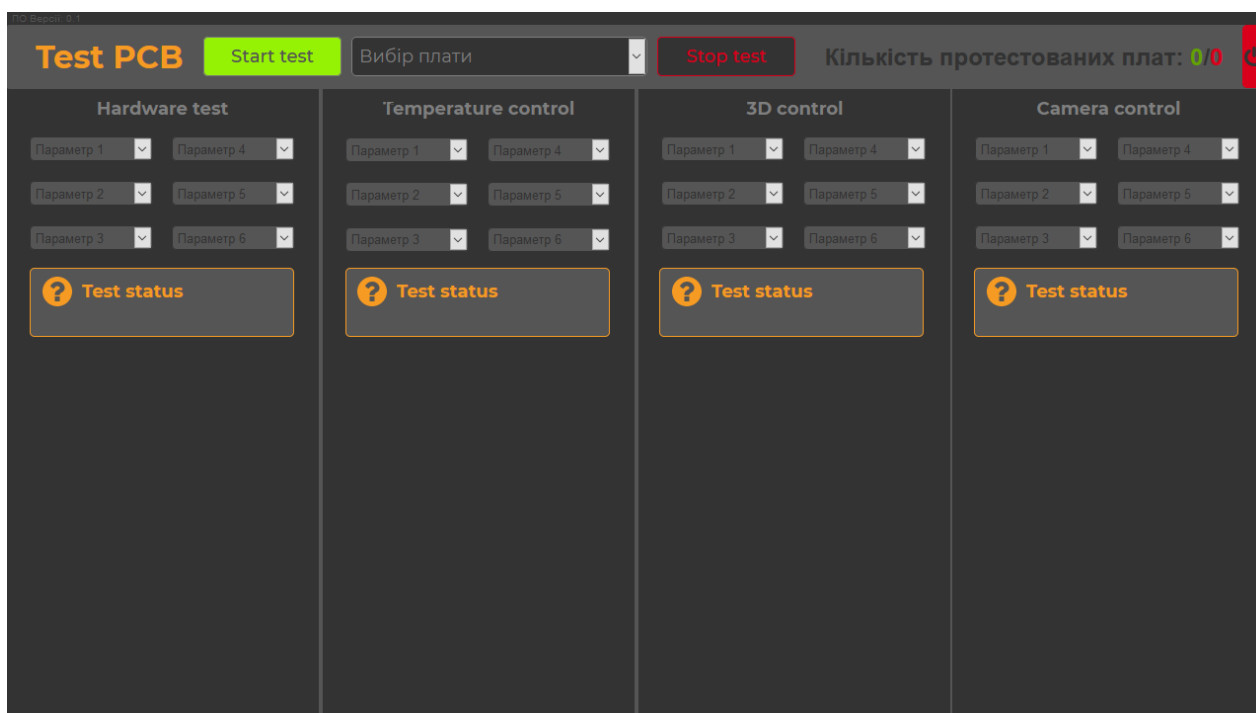 ПО Версії: 0.1
Test PCB Start test Вибір плати Stop test Кількість протестованих плат: 0/0
Hardware test Temperature control 3D control Camera control
Параметр 1 Параметр 4 Параметр 1 Параметр 4 Параметр 1 Параметр 4 Параметр 1 Параметр 4
Параметр 2 Параметр 5 Параметр 2 Параметр 5 Параметр 2 Параметр 5 Параметр 2 Параметр 5
Параметр 3 Параметр 6 Параметр 3 Параметр 6 Параметр 3 Параметр 6 Параметр 3 Параметр 6
Test status Test status Test status Test status